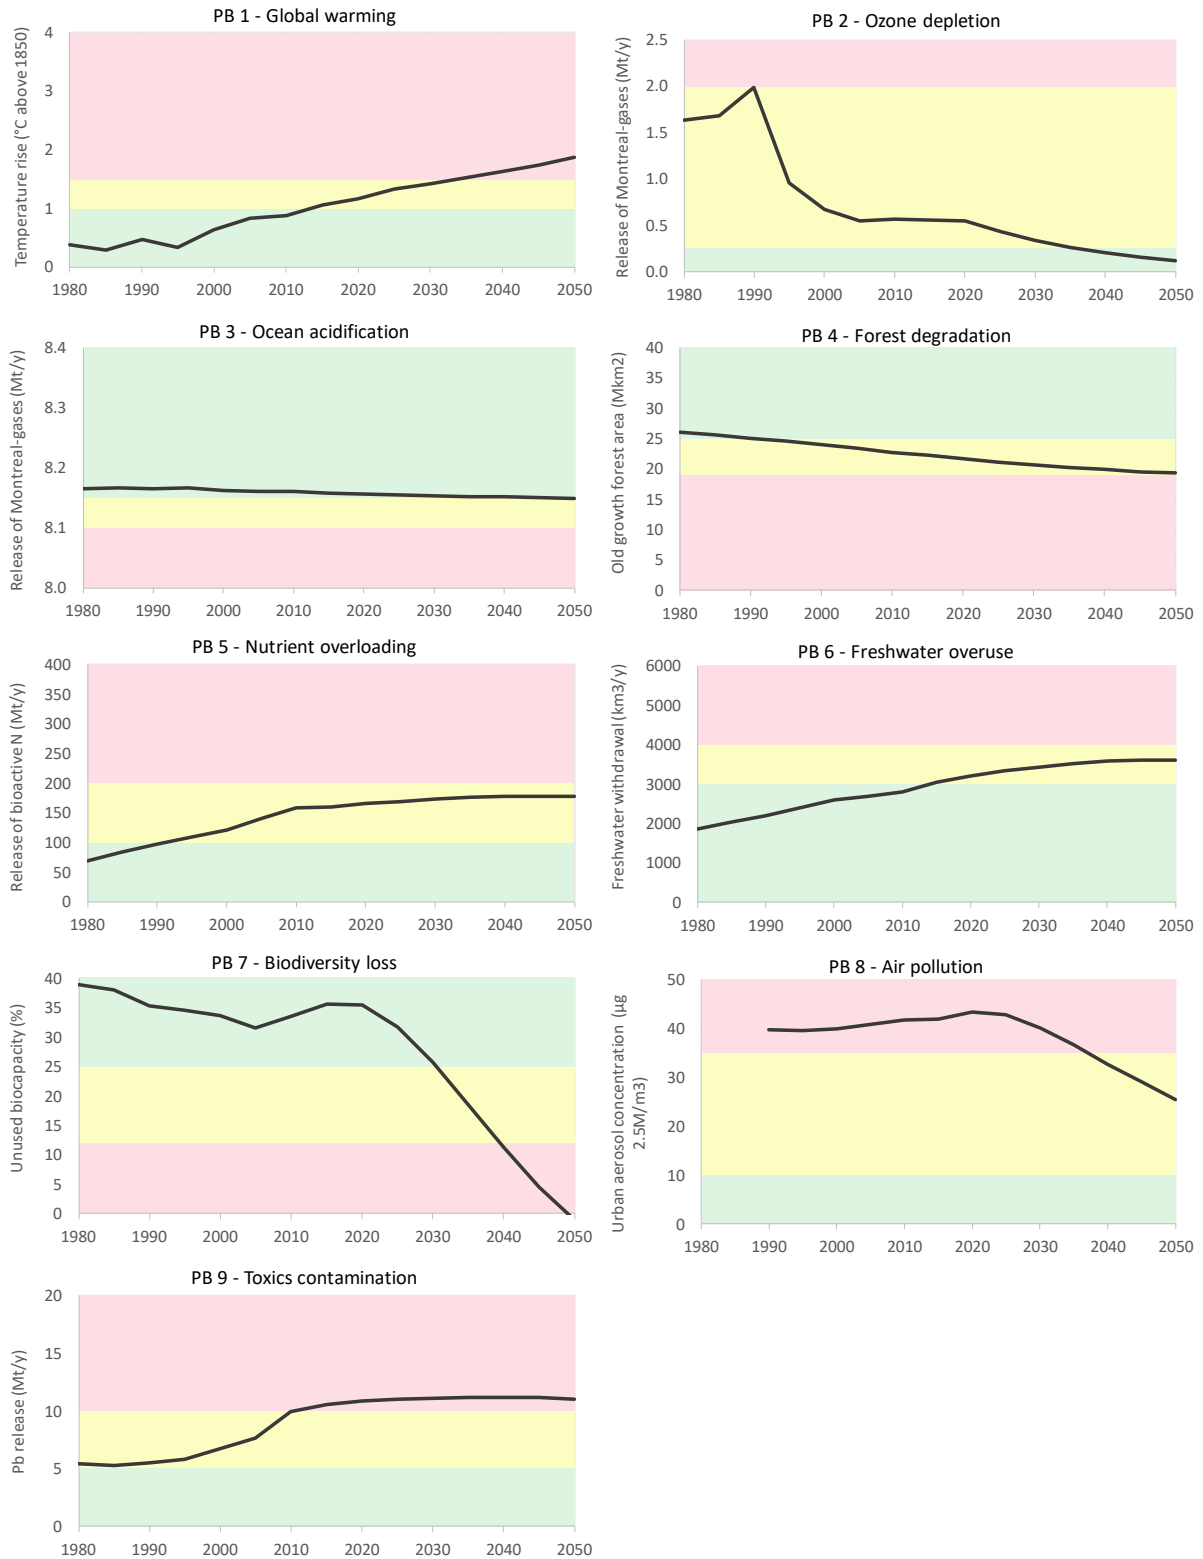 PB 1 - Global warming
Temperature rise (°C above 1850)
4
3
2
1
0
1980 1990 2000 2010 2020 2030 2040 2050
PB 2 - Ozone depletion
Release of Montreal-gases (Mt/y)
2.5
2.0
1.5
1.0
0.5
0.0
1980 1990 2000 2010 2020 2030 2040 2050
PB 3 - Ocean acidification
Release of Montreal-gases (Mt/y)
8.4
8.3
8.2
8.1
8.0
1980 1990 2000 2010 2020 2030 2040 2050
PB 4 - Forest degradation
Old growth forest area (Mkm2)
40
35
30
25
20
15
10
5
0
1980 1990 2000 2010 2020 2030 2040 2050
PB 5 - Nutrient overloading
Release of bioactive N (Mt/y)
400
350
300
250
200
150
100
50
0
1980 1990 2000 2010 2020 2030 2040 2050
PB 6 - Freshwater overuse
Freshwater withdrawal (km3/y)
6000
5000
4000
3000
2000
1000
0
1980 1990 2000 2010 2020 2030 2040 2050
PB 7 - Biodiversity loss
Unused biocapacity (%)
40
35
30
25
20
15
10
5
0
1980 1990 2000 2010 2020 2030 2040 2050
PB 8 - Air pollution
Urban aerosol concentration (µg
2.5M/m3)
50
40
30
20
10
0
1980 1990 2000 2010 2020 2030 2040 2050
PB 9 - Toxics contamination
Pb release (Mt/y)
20
15
10
5
0
1980 1990 2000 2010 2020 2030 2040 2050